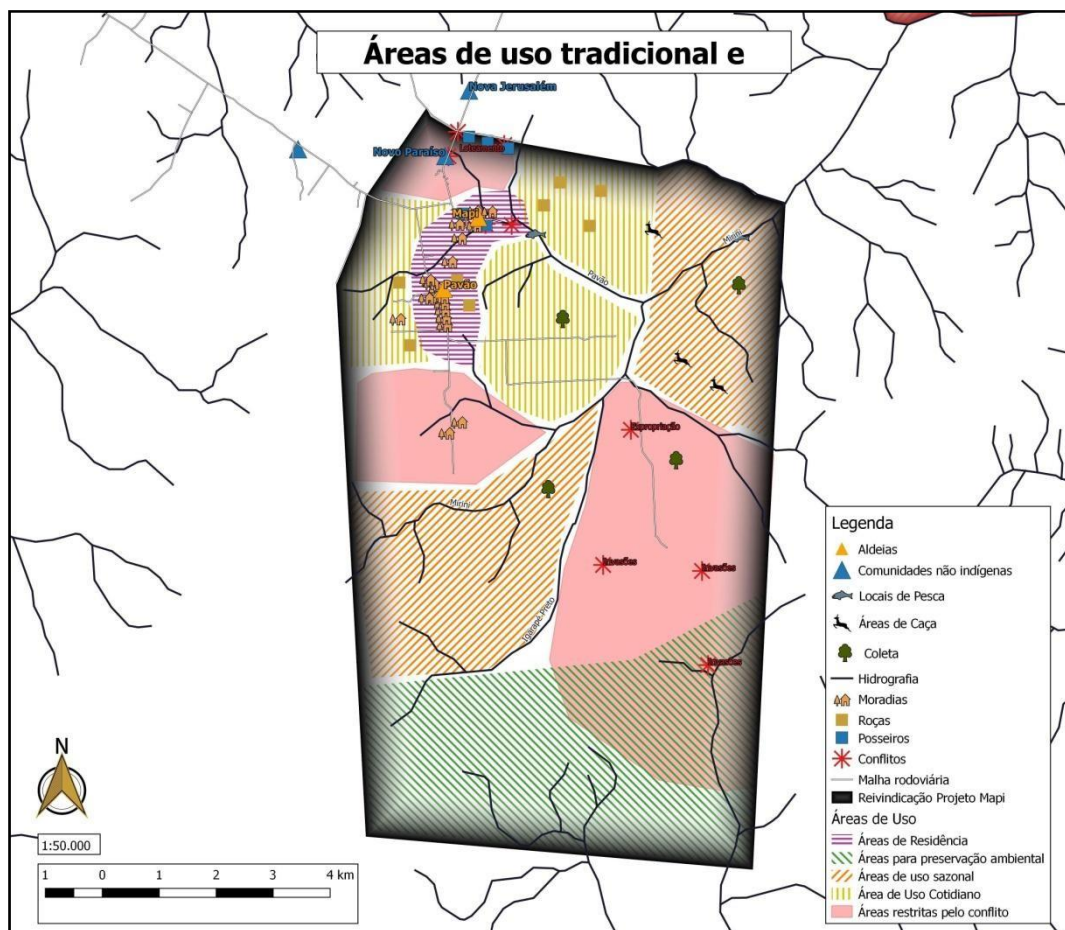 Áreas de uso tradicional e
Nova Jerusalém
Novo Paraíso
Loteamento
Mapi
Mirini
Pavão
Pavão
Expropriação
Mirini
Invasões
Invasões
Igarapé Preto
Invasões
N
1:50.000
1 0 1 2 3 4 km
Legenda
Aldeias
Comunidades não indígenas
Locais de Pesca
Áreas de Caça
Coleta
Hidrografia
Moradias
Roças
Posseiros
Conflitos
Malha rodoviária
Reivindicação Projeto Mapi
Áreas de Uso
Áreas de Residência
Áreas para preservação ambiental
Áreas de uso sazonal
Área de Uso Cotidiano
Áreas restritas pelo conflito